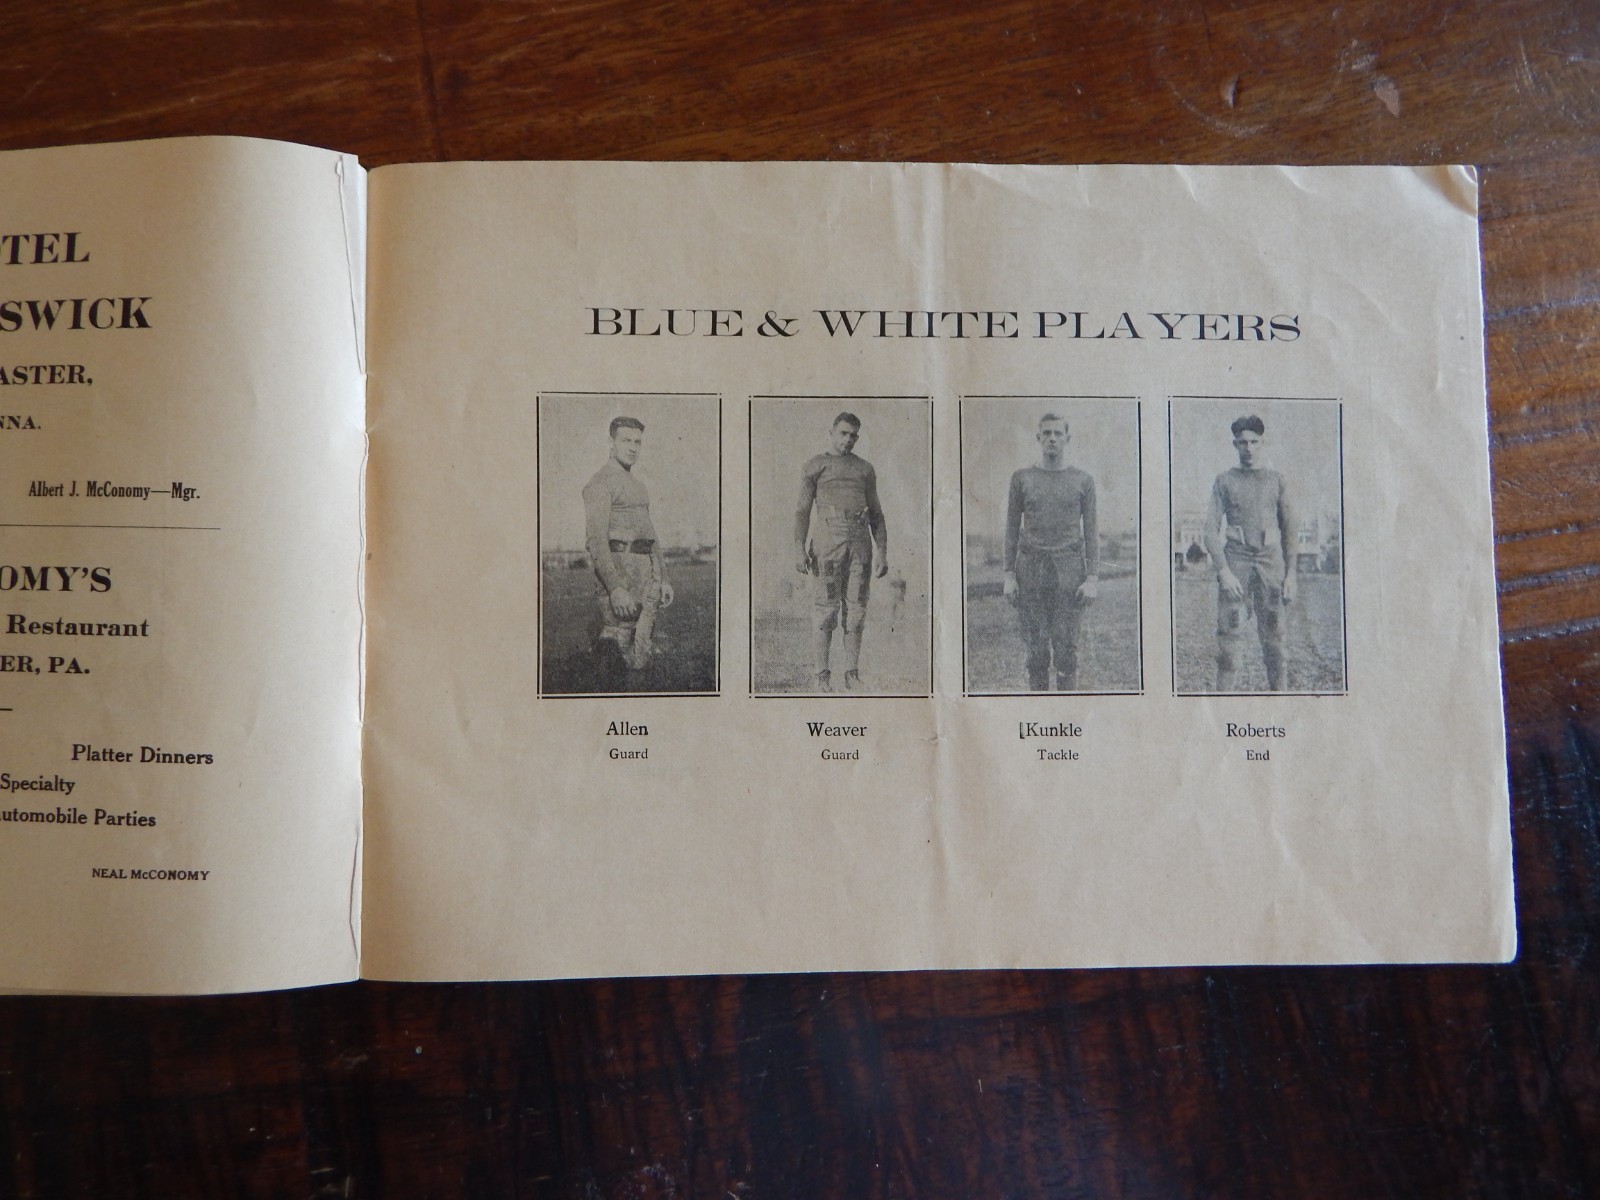 OTEL
SWICK
ASTER,
NNA.
Albert J. McConomy—Mgr.
OMY'S
Restaurant
ER, PA.
Platter Dinners
Specialty
utomobile Parties
NEAL McCONOMY
BLUE & WHITE PLAYERS
Allen Weaver Kunkle Roberts
Guard Guard Tackle End